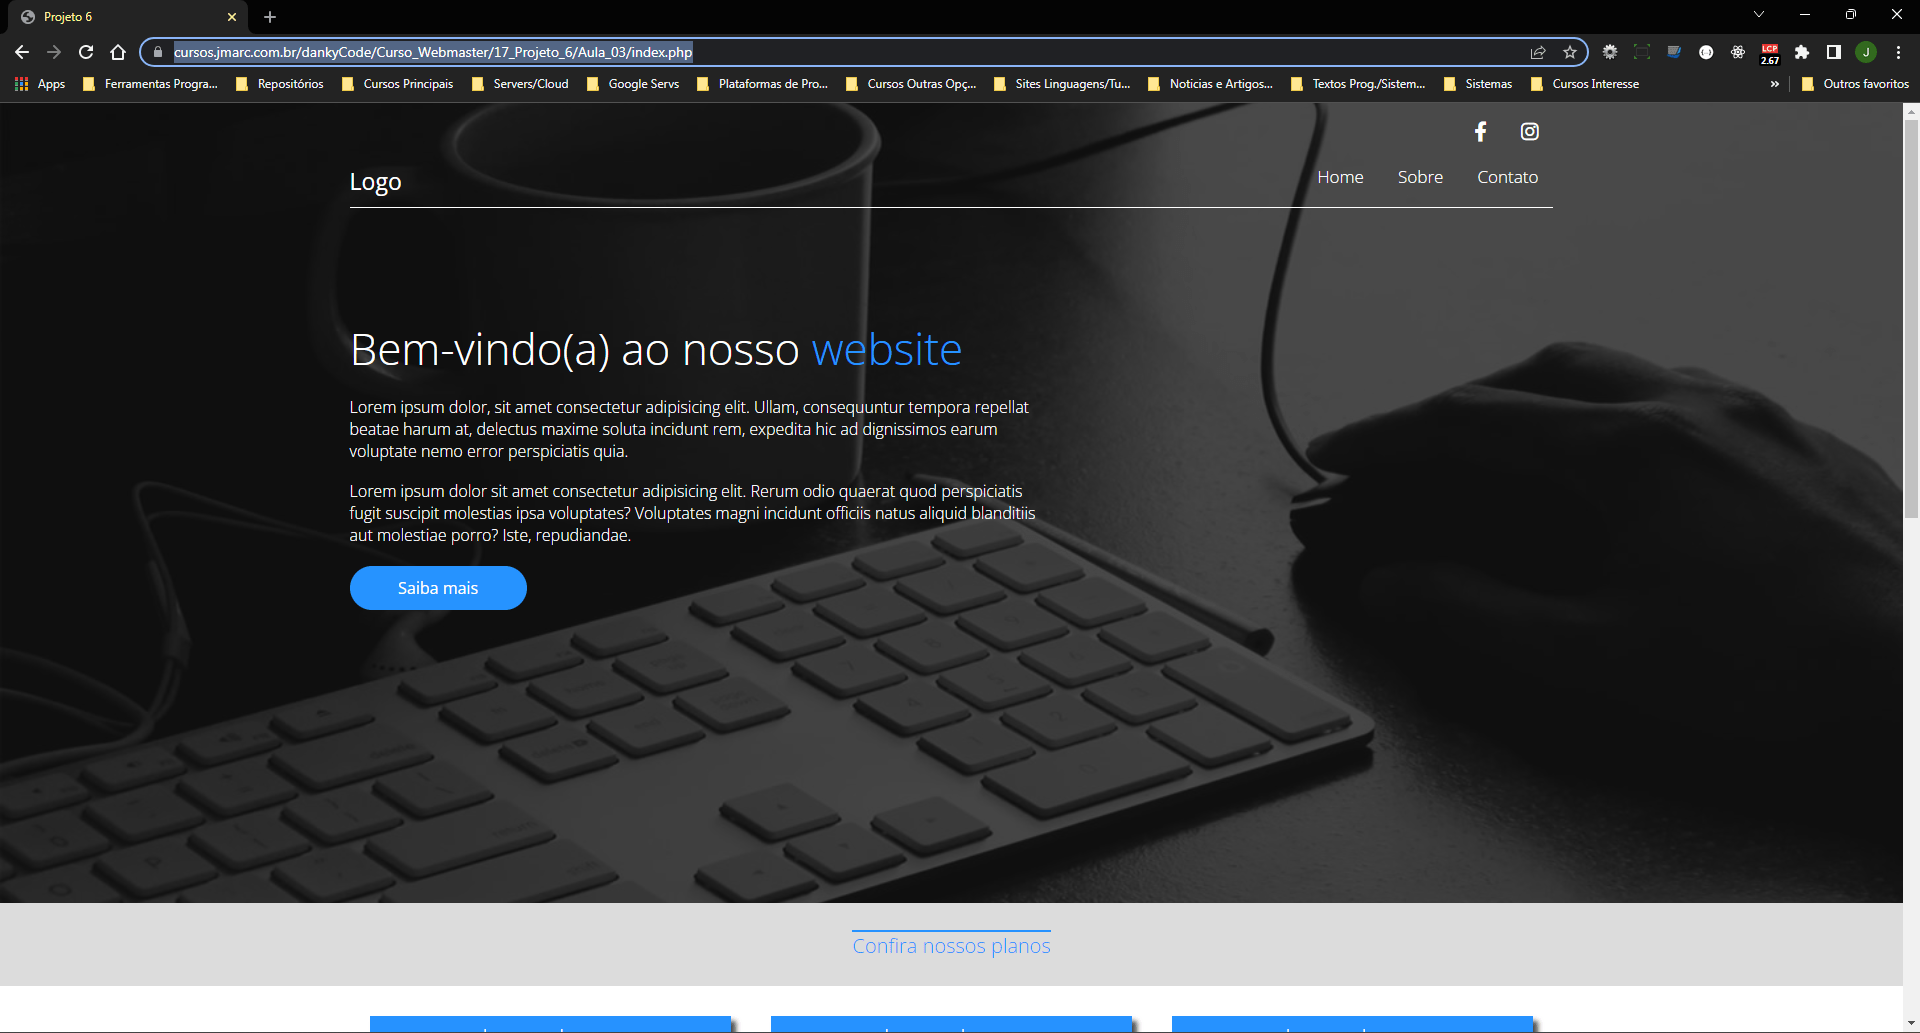 Projeto 6
cursos.jmarc.com.br/dankyCode/Curso_Webmaster/17_Projeto_6/Aula_03/index.php
LCP
2.67
J
Apps
Ferramentas Progra...
Repositórios
Cursos Principais
Servers/Cloud
Google Servs
Plataformas de Pro...
Cursos Outras Opç...
Sites Linguagens/Tu...
Noticias e Artigos...
Textos Prog./Sistem...
Sistemas
Cursos Interesse
»
Outros favoritos
Logo
Home
Sobre
Contato
Bem-vindo(a) ao nosso website
Lorem ipsum dolor, sit amet consectetur adipisicing elit. Ullam, consequuntur tempora repellat
beatae harum at, delectus maxime soluta incidunt rem, expedita hic ad dignissimos earum
voluptate nemo error perspiciatis quia.
Lorem ipsum dolor sit amet consectetur adipisicing elit. Rerum odio quaerat quod perspiciatis
fugit suscipit molestias ipsa voluptates? Voluptates magni incidunt officiis natus aliquid blanditiis
aut molestiae porro? Iste, repudiandae.
Saiba mais
Confira nossos planos